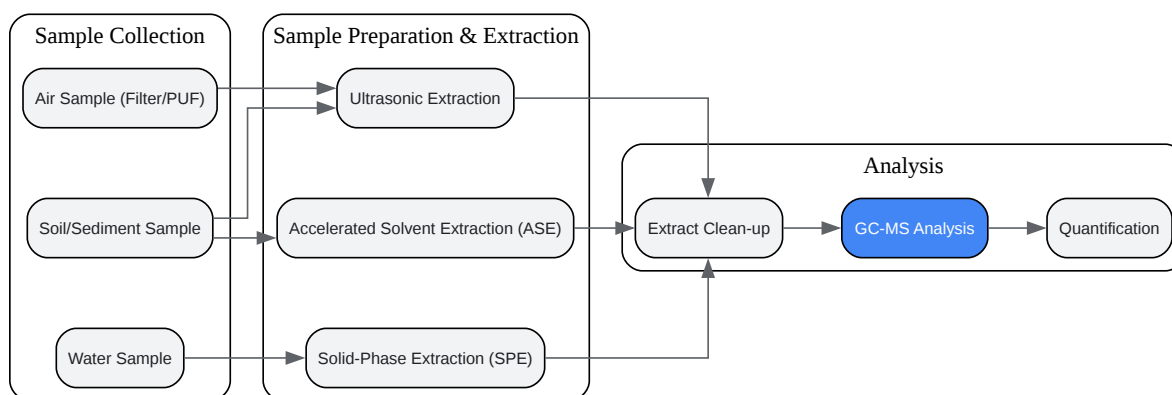 Sample Collection
Air Sample (Filter/PUF)
Soil/Sediment Sample
Water Sample
Sample Preparation & Extraction
Ultrasonic Extraction
Accelerated Solvent Extraction (ASE)
Solid-Phase Extraction (SPE)
Analysis
Extract Clean-up
GC-MS Analysis
Quantification